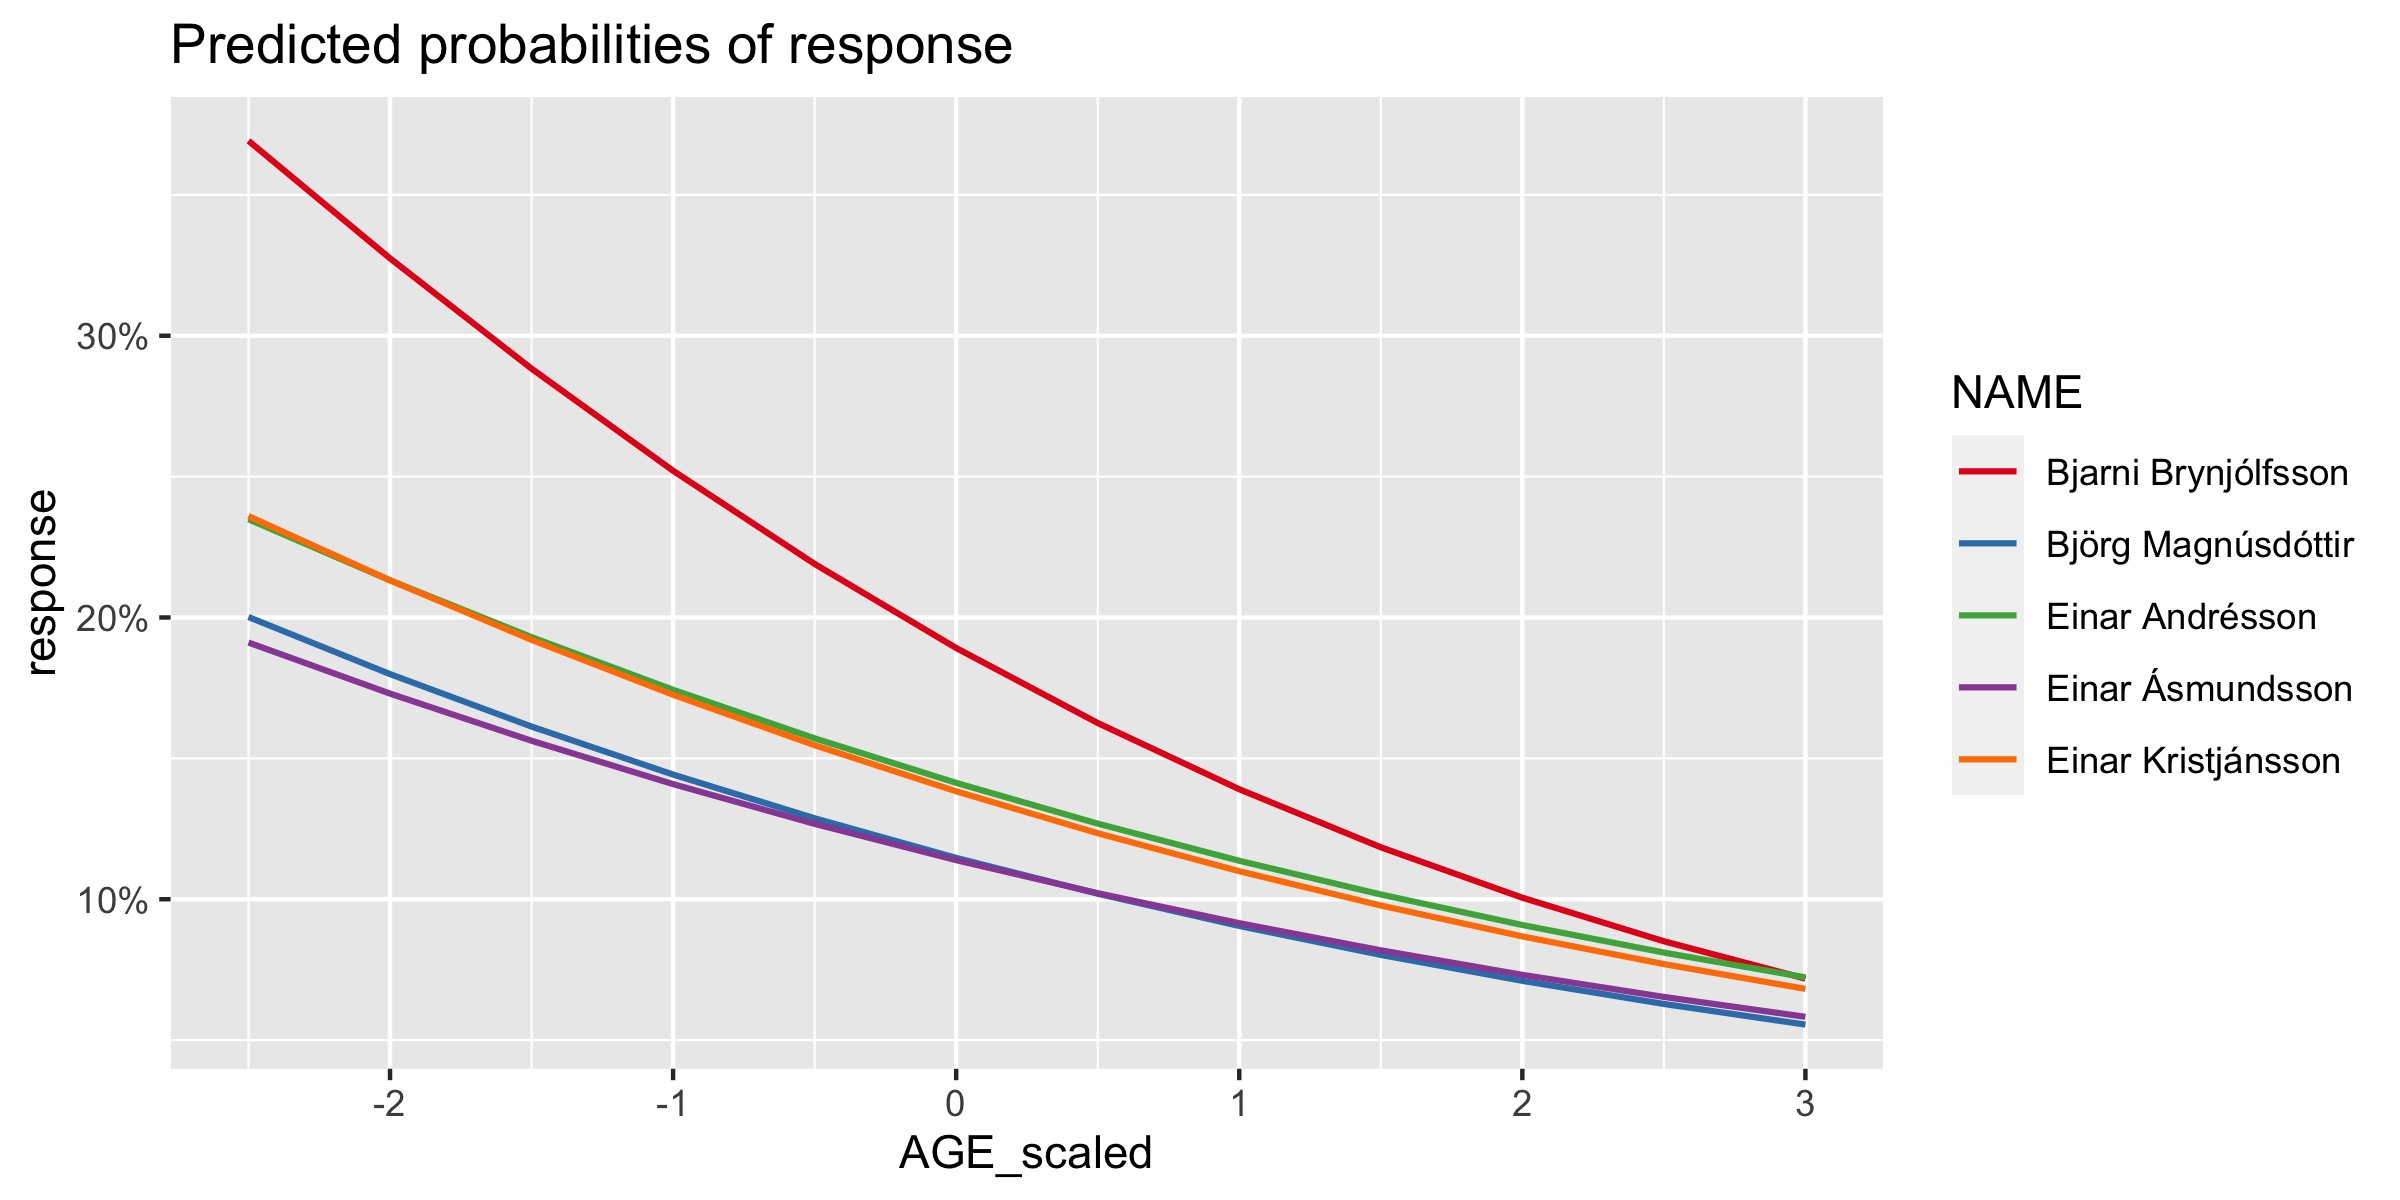 Predicted probabilities of response
30%
20%
10%
response
-2 -1 0 1 2 3
AGE_scaled
NAME
Bjarni Brynjólfsson
Björg Magnúsdóttir
Einar Andrésson
Einar Ásmundsson
Einar Kristjánsson